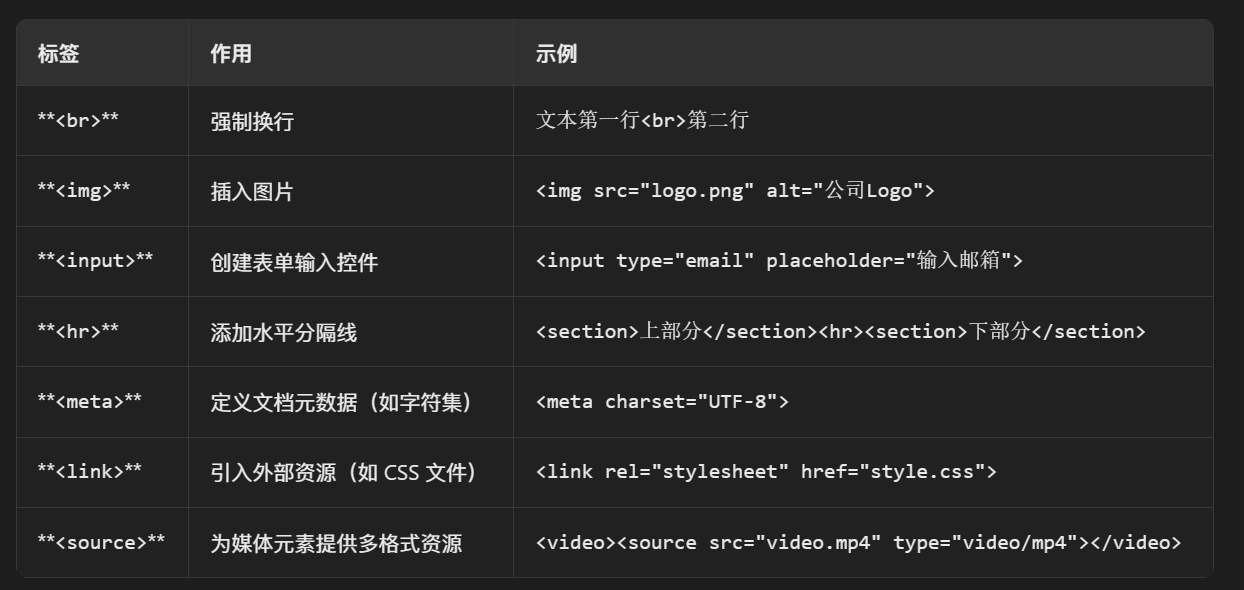 标签 作用 示例
**<br>** 强制换行 文本第一行<br>第二行
**<img>** 插入图片 <img src="logo.png" alt="公司Logo">
**<input>** 创建表单输入控件 <input type="email" placeholder="输入邮箱">
**<hr>** 添加水平分隔线 <section>上部分</section><hr><section>下部分</section>
**<meta>** 定义文档元数据（如字符集） <meta charset="UTF-8">
**<link>** 引入外部资源（如 CSS 文件） <link rel="stylesheet" href="style.css">
**<source>** 为媒体元素提供多格式资源 <video><source src="video.mp4" type="video/mp4"></video>